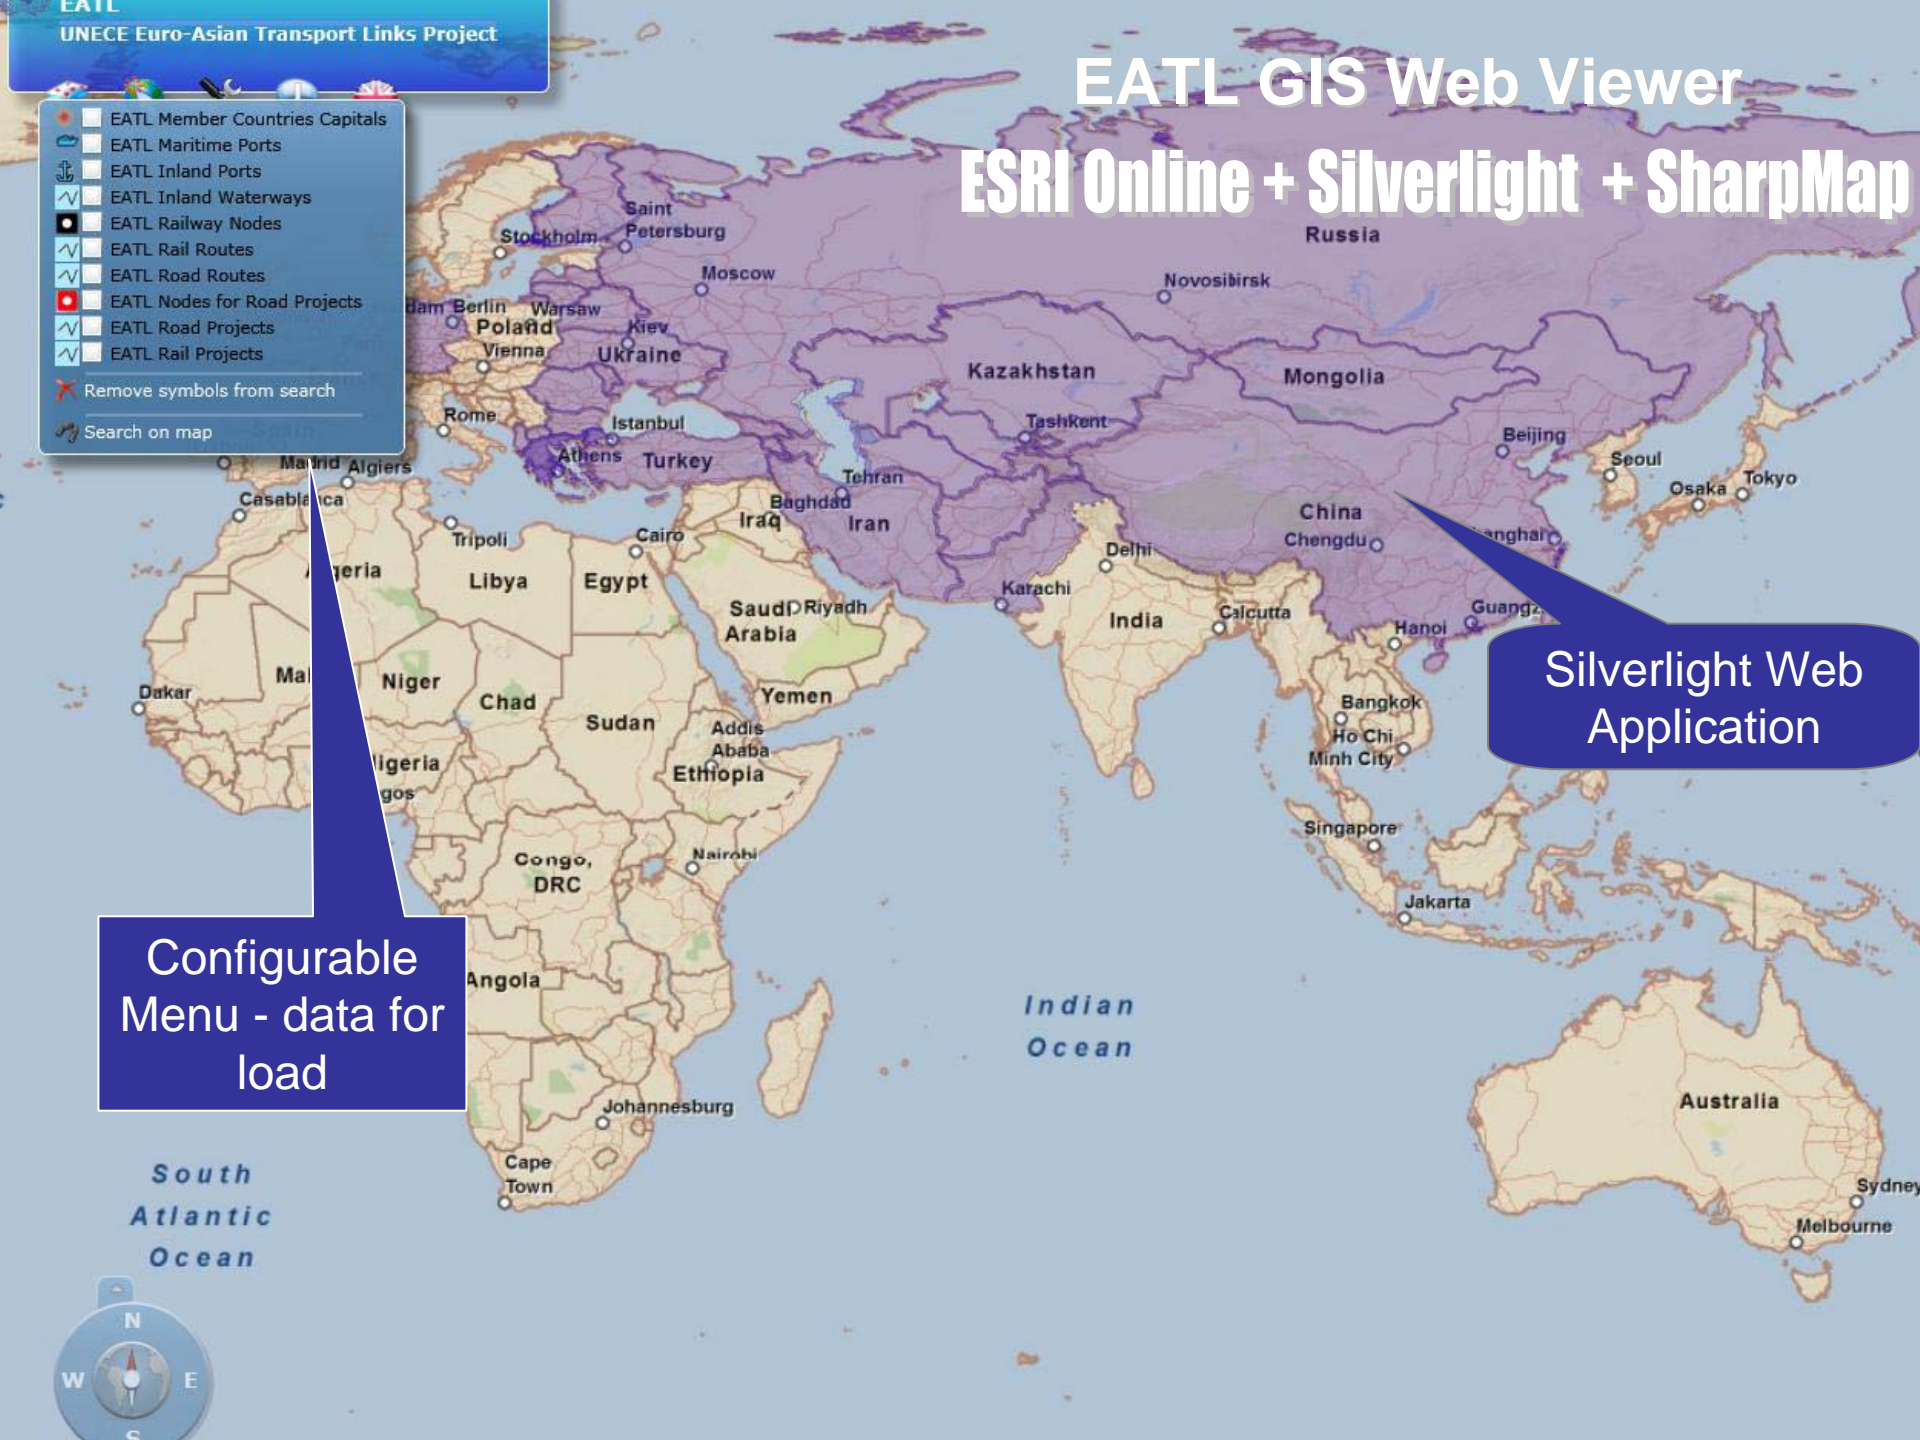 EATL
UNECE Euro-Asian Transport Links Project
EATL GIS Web Viewer
ESRI Online + Silverlight + SharpMap
EATL Member Countries Capitals
EATL Maritime Ports
EATL Inland Ports
EATL Inland Waterways
EATL Railway Nodes
EATL Rail Routes
EATL Road Routes
EATL Nodes for Road Projects
EATL Road Projects
EATL Rail Projects
Remove symbols from search
Search on map
Saint
Petersburg
Stockholm
Russia
Moscow
Novosibirsk
Berlin
Warsaw
Poland
Kiev
Vienna
Ukraine
Kazakhstan
Mongolia
Rome
Istanbul
Tashkent
Beijing
Athens
Turkey
Seoul
Madrid
Algiers
Tehran
Osaka
Tokyo
Casablanca
Baghdad
Iraq
Iran
China
Tripoli
Cairo
Chengdu
Delhi
Libya
Egypt
Karachi
Saudi
Arabia
Riyadh
India
Calcutta
Hanoi
Silverlight Web
Application
Niger
Chad
Dakar
Yemen
Sudan
Addis
Ababa
Ethiopia
Bangkok
Ho Chi
Minh City
Singapore
Congo,
DRC
Nairobi
Jakarta
Configurable
Menu - data for
load
Angola
Indian
Ocean
Johannesburg
Australia
Cape
Town
South
Atlantic
Ocean
Sydney
Melbourne
N
W
E
S